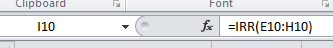 Clipboard Font
I10 fx =IRR(E10:H10)